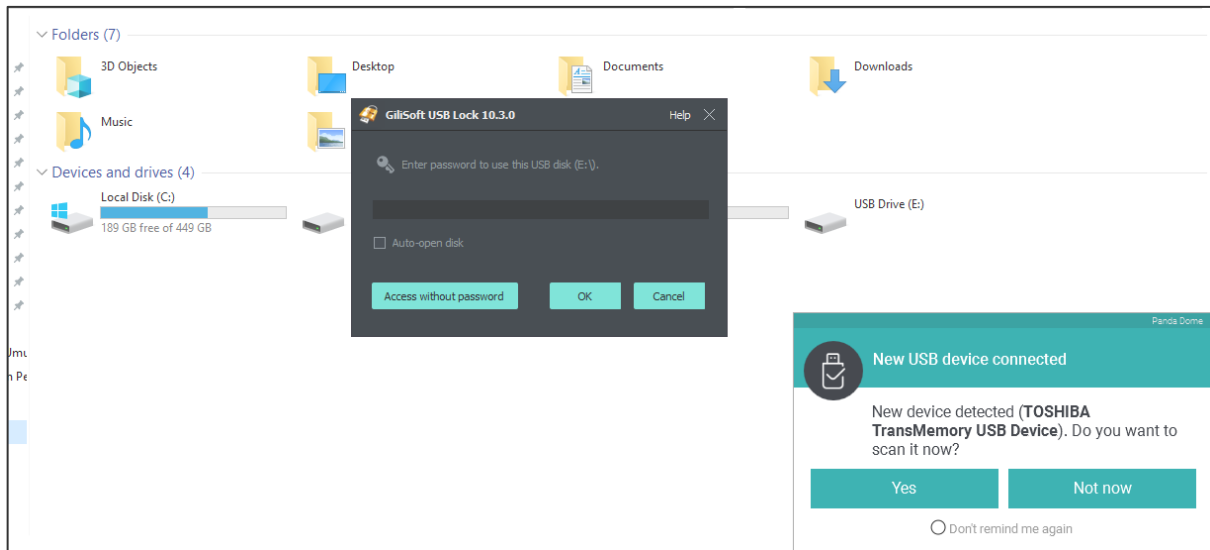 Folders (7)
3D Objects
Desktop
Documents
Downloads
Music
GiliSoft USB Lock 10.3.0
Help
Enter password to use this USB disk (E:\).
Auto-open disk
Access without password
OK
Cancel
Devices and drives (4)
Local Disk (C:)
189 GB free of 449 GB
USB Drive (E:)
Panda Dome
New USB device connected
New device detected (TOSHIBA
TransMemory USB Device). Do you want to
scan it now?
Yes
Not now
Don't remind me again